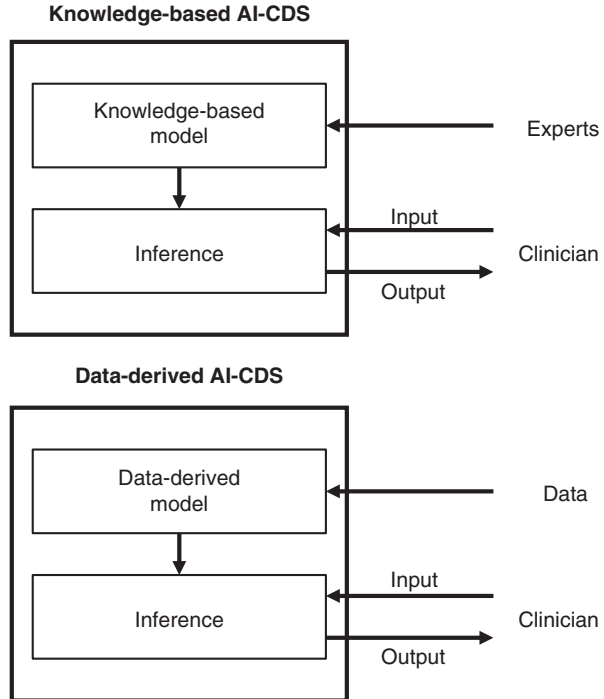 Knowledge-based AI-CDS
Knowledge-based
model
Experts
Input
Inference
Clinician
Output
Data-derived AI-CDS
Data-derived
model
Data
Input
Inference
Clinician
Output